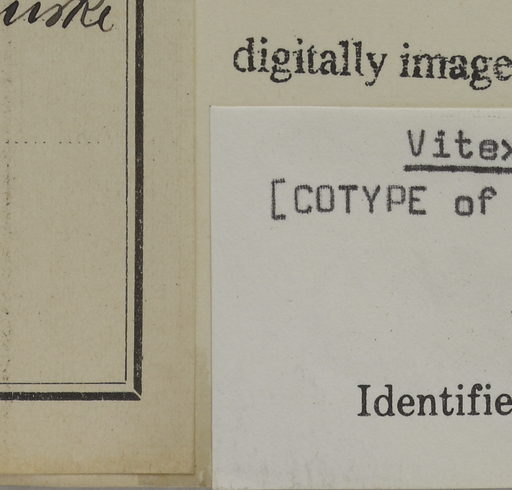 digitally image
Vitex
[COTYPE of
Identifie